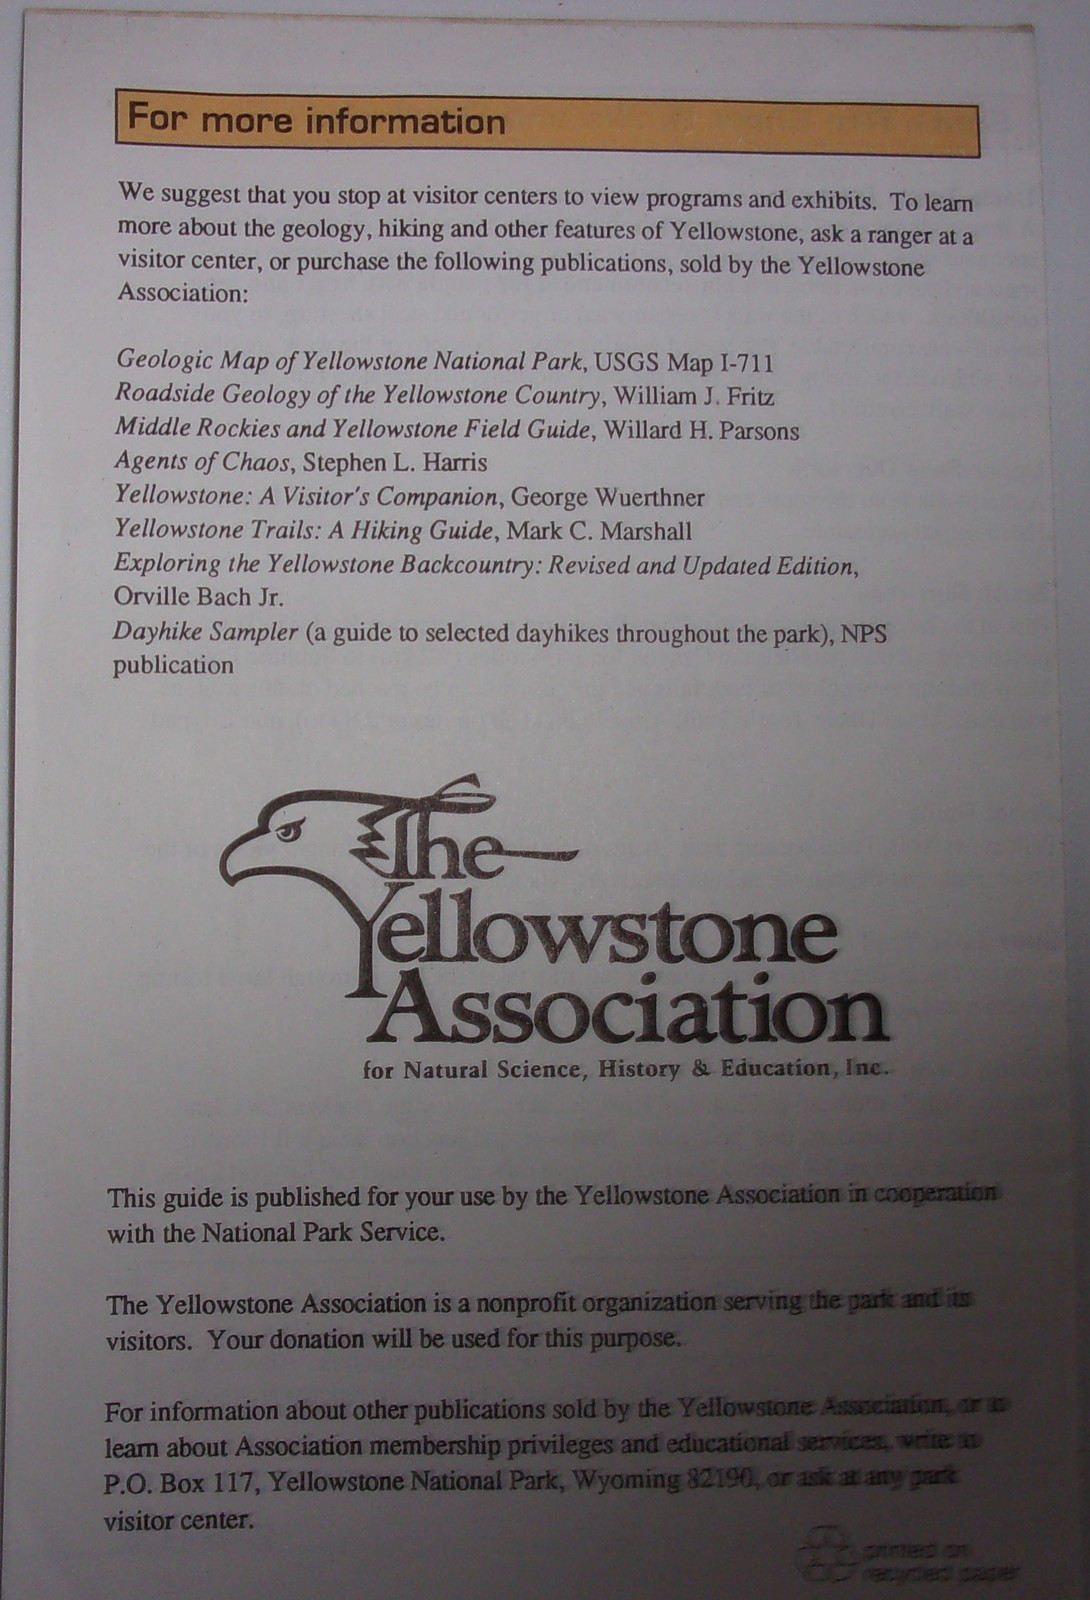 For more information
We suggest that you stop at visitor centers to view programs and exhibits. To learn
more about the geology, hiking and other features of Yellowstone, ask a ranger at a
visitor center, or purchase the following publications, sold by the Yellowstone
Association:
Geologic Map of Yellowstone National Park, USGS Map I-711
Roadside Geology of the Yellowstone Country, William J. Fritz
Middle Rockies and Yellowstone Field Guide, Willard H. Parsons
Agents of Chaos, Stephen L. Harris
Yellowstone: A Visitor's Companion, George Wuerthner
Yellowstone Trails: A Hiking Guide, Mark C. Marshall
Exploring the Yellowstone Backcountry: Revised and Updated Edition,
Orville Bach Jr.
Dayhike Sampler (a guide to selected dayhikes throughout the park), NPS
publication
The
Yellowstone
Association
for Natural Science, History & Education, Inc.
This guide is published for your use by the Yellowstone Association in cooperation
with the National Park Service.
The Yellowstone Association is a nonprofit organization serving the park and its
visitors. Your donation will be used for this purpose.
For information about other publications sold by the Yellowstone Association, or to
learn about Association membership privileges and educational services, write to
P.O. Box 117, Yellowstone National Park, Wyoming 82190, or ask at any park
visitor center.
printed on
recycled paper